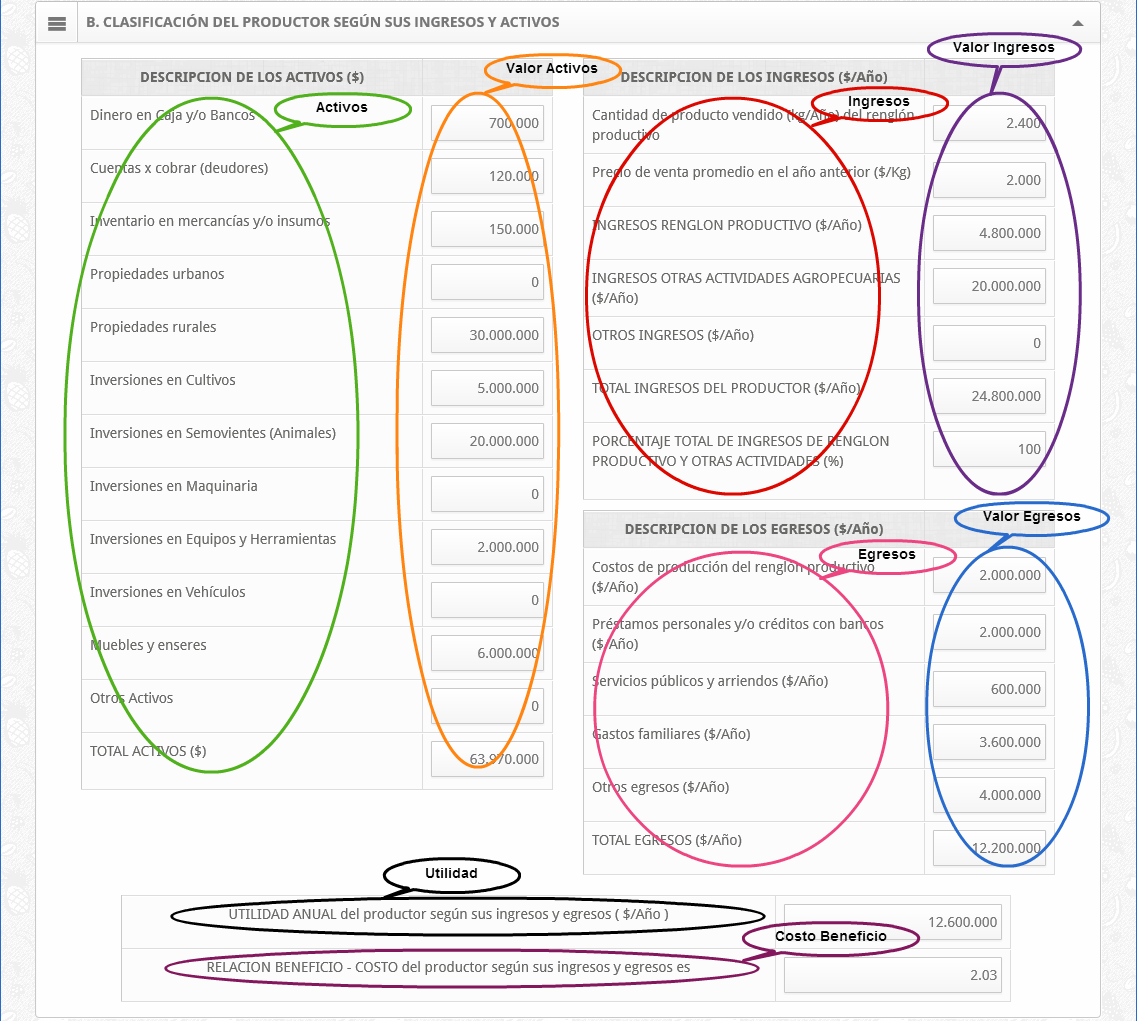 B. CLASIFICACIÓN DEL PRODUCTOR SEGÚN SUS INGRESOS Y ACTIVOS
DESCRIPCION DE LOS ACTIVOS ($)
Valor Activos
Activos
Dinero en Caja y/o Bancos
700.000
Cuentas x cobrar (deudores)
120.000
Inventario en mercancías y/o insumos
150.000
Propiedades urbanos
0
Propiedades rurales
30.000.000
Inversiones en Cultivos
5.000.000
Inversiones en Semovientes (Animales)
20.000.000
Inversiones en Maquinaria
0
Inversiones en Equipos y Herramientas
2.000.000
Inversiones en Vehículos
0
Muebles y enseres
6.000.000
Otros Activos
0
TOTAL ACTIVOS ($)
63.970.000
DESCRIPCION DE LOS INGRESOS ($/Año)
Valor Ingresos
Ingresos
Cantidad de producto vendido (kg/Año) del renglón
productivo
2.400
Precio de venta promedio en el año anterior ($/Kg)
2.000
INGRESOS RENGLON PRODUCTIVO ($/Año)
4.800.000
INGRESOS OTRAS ACTIVIDADES AGROPECUARIAS
($/Año)
20.000.000
OTROS INGRESOS ($/Año)
0
TOTAL INGRESOS DEL PRODUCTOR ($/Año)
24.800.000
PORCENTAJE TOTAL DE INGRESOS DE RENGLON
PRODUCTIVO Y OTRAS ACTIVIDADES (%)
100
DESCRIPCION DE LOS EGRESOS ($/Año)
Valor Egresos
Egresos
Costos de producción del renglon productivo
($/Año)
2.000.000
Préstamos personales y/o créditos con bancos
($/Año)
2.000.000
Servicios públicos y arriendos ($/Año)
600.000
Gastos familiares ($/Año)
3.600.000
Otros egresos ($/Año)
4.000.000
TOTAL EGRESOS ($/Año)
12.200.000
Utilidad
UTILIDAD ANUAL del productor según sus ingresos y egresos ( $/Año )
12.600.000
Costo Beneficio
RELACION BENEFICIO - COSTO del productor según sus ingresos y egresos es
2.03